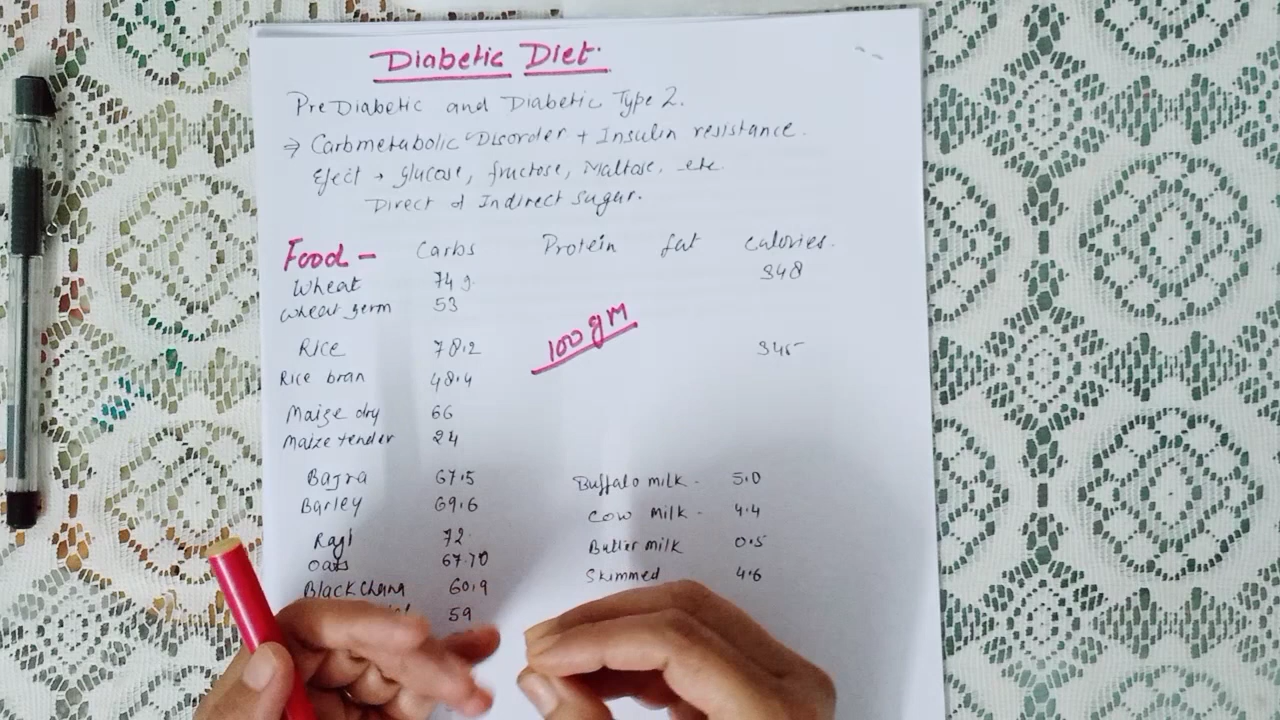 Diabetic Diet.
PreDiabetic and Diabetic Type 2.
⇒ Carbmetabolic Disorder + Insulin resistance.
Efect → glucose, fructose, Maltose, etc.
Direct of Indirect sugar.
Food - Carbs Protein fat calories.
Wheat 74 g. 348
Wheat germ 53
100 gm
Rice 78.2 345
Rice bran 48.4
Maize dry 66
Maize tender 24
Bajra 67.5
Barley 69.6
Ragi 72.
Oats 67.70
Black Chana 60.9
59
Buffalo milk - 5.0
Cow milk - 4.4
Butter milk 0.5
Skimmed 4.6